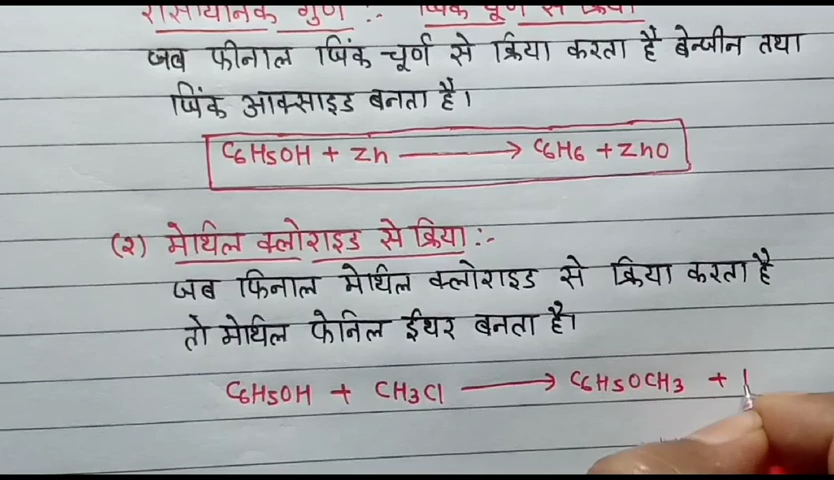 रासायनिक गुण :- जिंक चूर्ण से क्रिया
जब फीनाल जिंक चूर्ण से क्रिया करता है बेन्जीन तथा
जिंक आक्साइड बनता है।
C6H5OH + Zn ⟶ C6H6 + ZnO
(२) मेथिल क्लोराइड से क्रिया :-
जब फिनाल मेथिल क्लोराइड से क्रिया करता है
तो मेथिल फेनिल ईथर बनता है।
C6H5OH + CH3Cl ⟶ C6H5OCH3 +